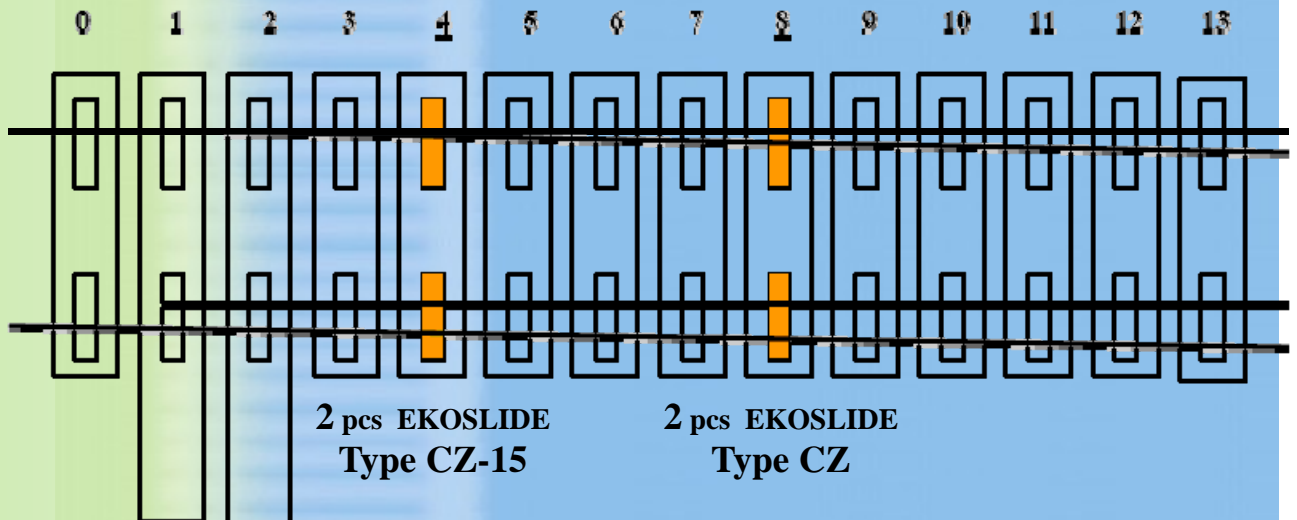 0 1 2 3 4 5 6 7 8 9 10 11 12 13
2 pcs EKOSLIDE
Type CZ-15
2 pcs EKOSLIDE
Type CZ